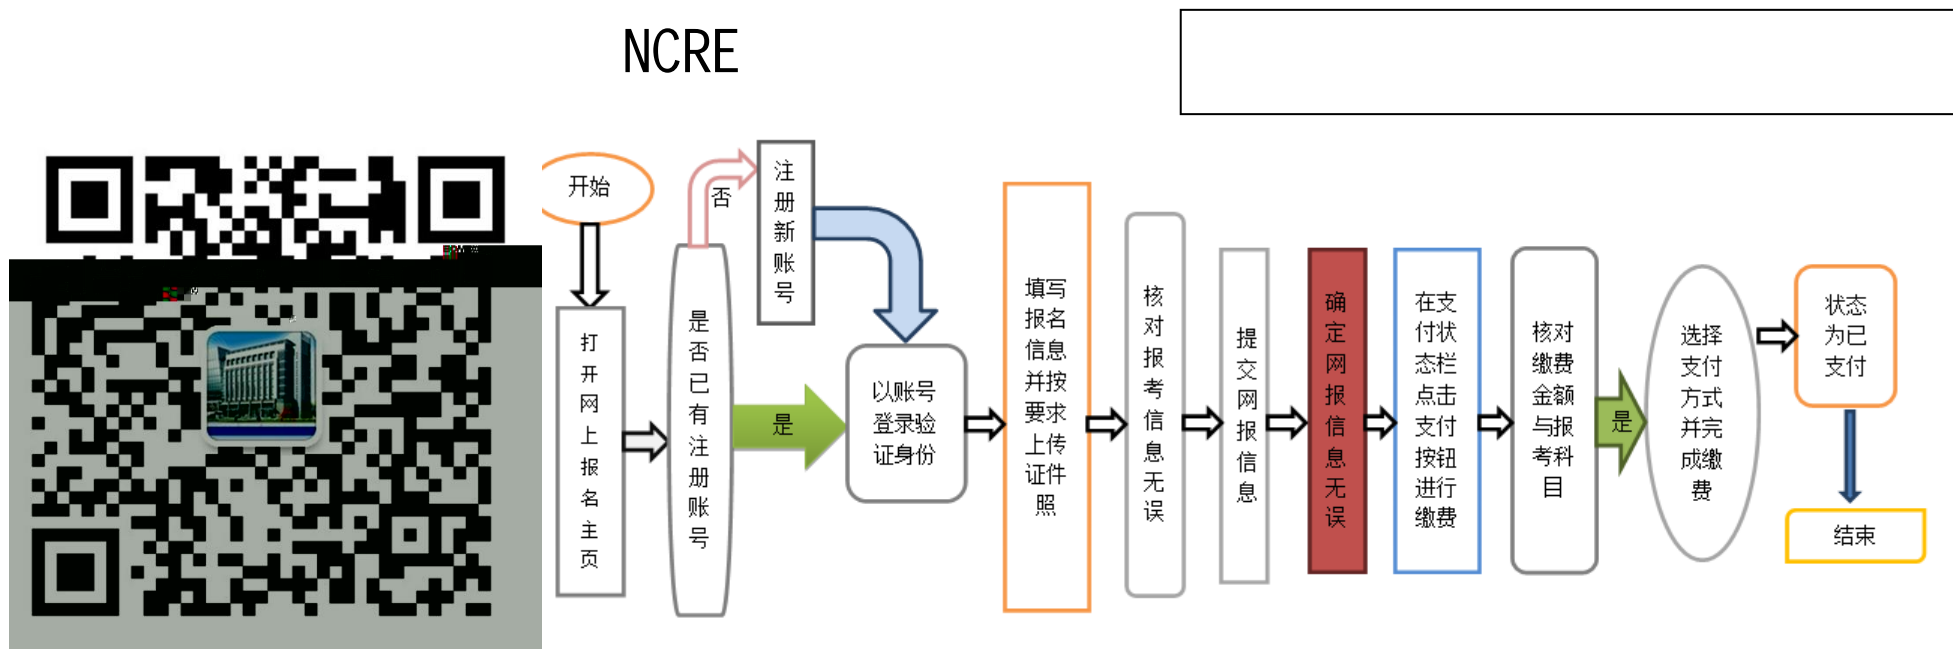 NCRE
开始
打开网上报名主页
是否已有注册账号
否
注册新账号
是
以账号
登录验
证身份
填写
报名
信息
并按
要求
上传
证件
照
核对报考信息无误
提交网报信息
确定网报信息无误
在支
付状
态栏
点击
支付
按钮
进行
缴费
核对
缴费
金额
与报
考科
目
是
选择
支付
方式
并完
成缴
费
状态
为已
支付
结束